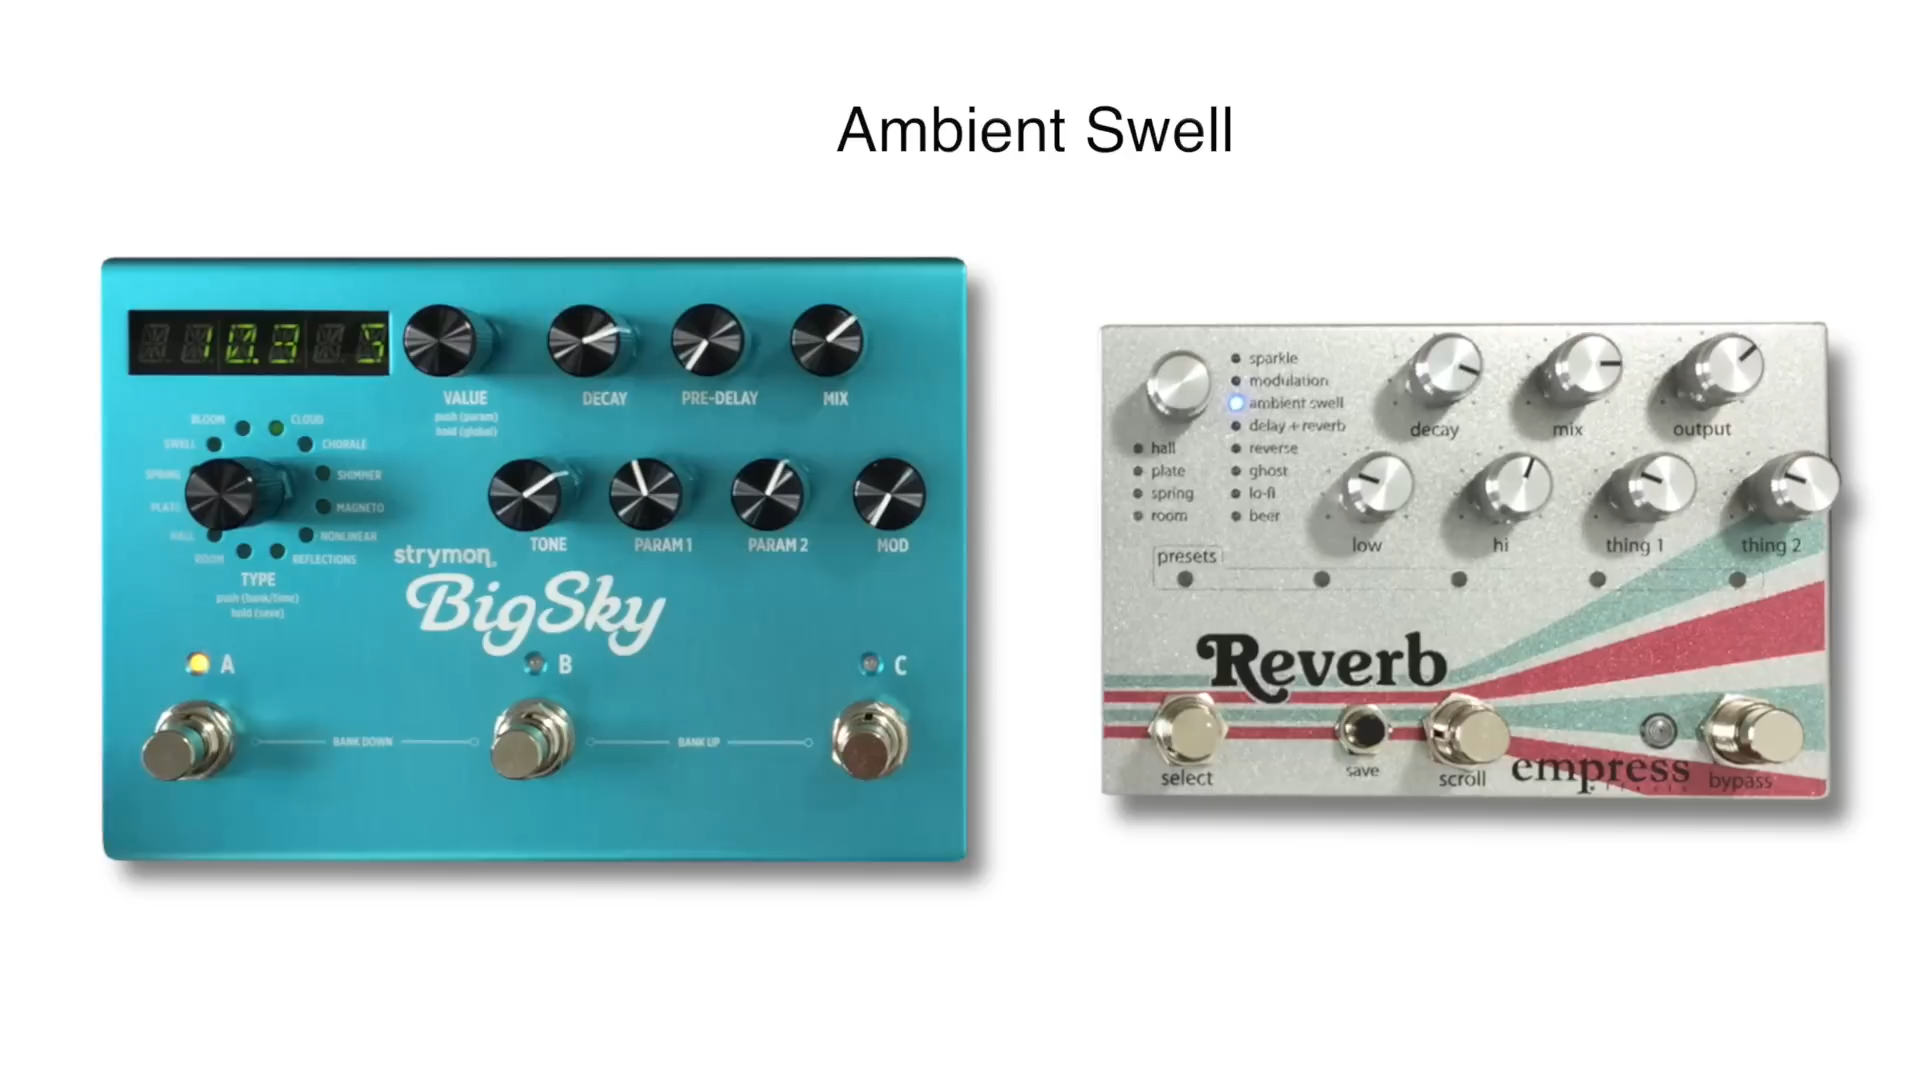 Ambient Swell
10.3 S
VALUE
push (param)
hold (global)
DECAY
PRE-DELAY
MIX
BLOOM
CLOUD
SWELL
CHORALE
SPRING
SHIMMER
PLATE
MAGNETO
HALL
NONLINEAR
ROOM
REFLECTIONS
TYPE
push (bank/time)
hold (save)
TONE
PARAM 1
PARAM 2
MOD
strymon
BigSky
A
B
C
BANK DOWN
BANK UP
sparkle
modulation
ambient swell
delay + reverb
reverse
ghost
lo-fi
beer
hall
plate
spring
room
decay
mix
output
low
hi
thing 1
thing 2
presets
Reverb
select
save
scroll
empress
bypass